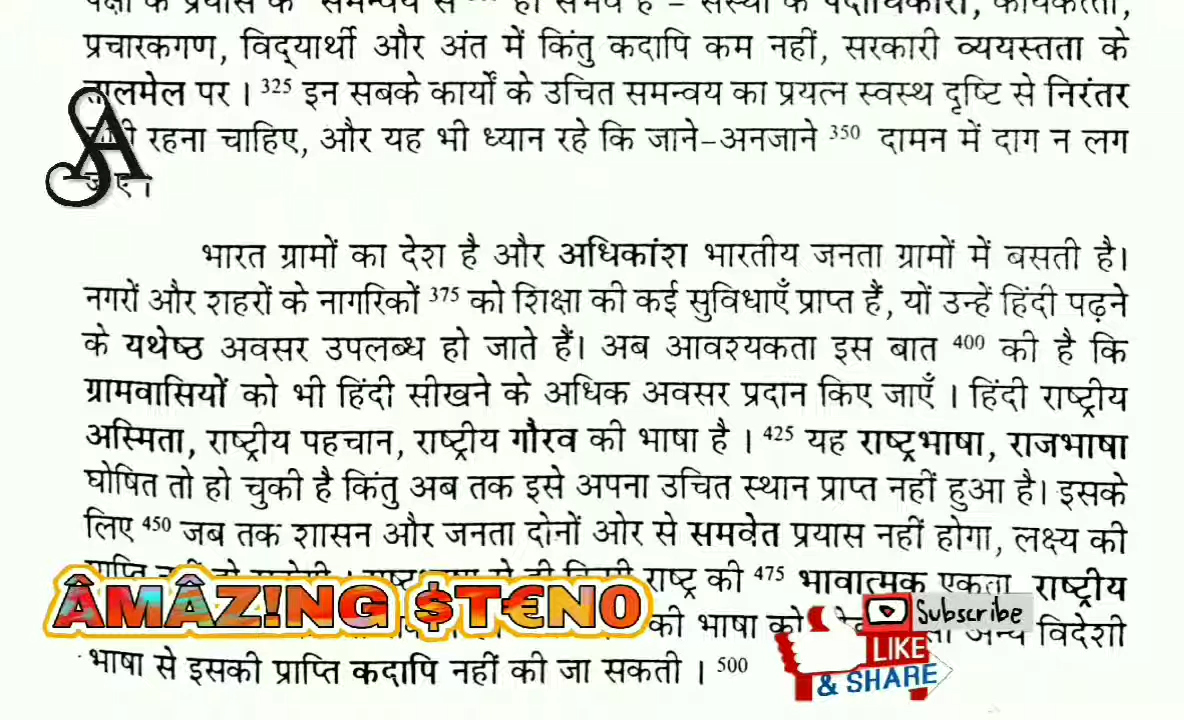 प्रचारकगण, विद्यार्थी और अंत में किंतु कदापि कम नहीं, सरकारी व्ययस्तता के
तालमेल पर । 325 इन सबके कार्यों के उचित समन्वय का प्रयत्न स्वस्थ दृष्टि से निरंतर
रहना चाहिए, और यह भी ध्यान रहे कि जाने-अनजाने 350 दामन में दाग न लग
जाए ।
भारत ग्रामों का देश है और अधिकांश भारतीय जनता ग्रामों में बसती है।
नगरों और शहरों के नागरिकों 375 को शिक्षा की कई सुविधाएँ प्राप्त हैं, यों उन्हें हिंदी पढ़ने
के यथेष्ठ अवसर उपलब्ध हो जाते हैं। अब आवश्यकता इस बात 400 की है कि
ग्रामवासियों को भी हिंदी सीखने के अधिक अवसर प्रदान किए जाएँ । हिंदी राष्ट्रीय
अस्मिता, राष्ट्रीय पहचान, राष्ट्रीय गौरव की भाषा है । 425 यह राष्ट्रभाषा, राजभाषा
घोषित तो हो चुकी है किंतु अब तक इसे अपना उचित स्थान प्राप्त नहीं हुआ है। इसके
लिए 450 जब तक शासन और जनता दोनों ओर से समवेत प्रयास नहीं होगा, लक्ष्य की
राष्ट्र की 475 भावात्मक एकता राष्ट्रीय
की भाषा को अन्य विदेशी
भाषा से इसकी प्राप्ति कदापि नहीं की जा सकती । 500
ÂMÂZ!NG $T€NO
Subscribe
LIKE
& SHARE